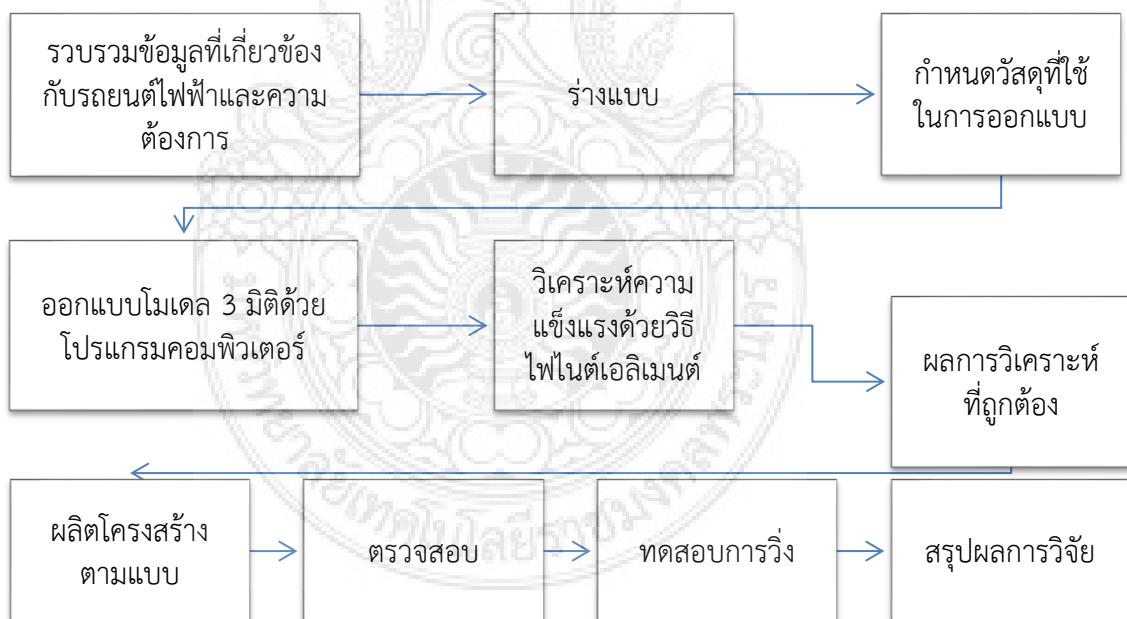 รวบรวมข้อมูลที่เกี่ยวข้อง
กับรถยนต์ไฟฟ้าและความ
ต้องการ
ร่างแบบ
กำหนดวัสดุที่ใช้
ในการออกแบบ
ออกแบบโมเดล 3 มิติด้วย
โปรแกรมคอมพิวเตอร์
วิเคราะห์ความ
แข็งแรงด้วยวิธี
ไฟไนต์เอลิเมนต์
ผลการวิเคราะห์
ที่ถูกต้อง
ผลิตโครงสร้าง
ตามแบบ
ตรวจสอบ
ทดสอบการวิ่ง
สรุปผลการวิจัย